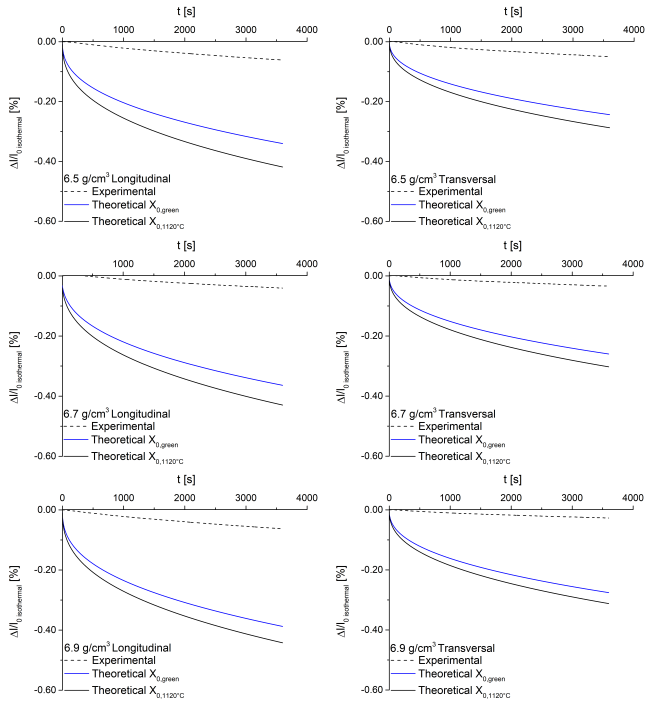 t [s]
0 1000 2000 3000 4000
0.00
-0.20
-0.40
-0.60
Δl/l0 isothermal [%]
6.5 g/cm3 Longitudinal
Experimental
Theoretical X0,green
Theoretical X0,1120°C
t [s]
0 1000 2000 3000 4000
0.00
-0.20
-0.40
-0.60
Δl/l0 isothermal [%]
6.5 g/cm3 Transversal
Experimental
Theoretical X0,green
Theoretical X0,1120°C
t [s]
1000 2000 3000 4000
0.00
-0.20
-0.40
-0.60
Δl/l0 isothermal [%]
6.7 g/cm3 Longitudinal
Experimental
Theoretical X0,green
Theoretical X0,1120°C
t [s]
0 1000 2000 3000 4000
0.00
-0.20
-0.40
-0.60
Δl/l0 isothermal [%]
6.7 g/cm3 Transversal
Experimental
Theoretical X0,green
Theoretical X0,1120°C
t [s]
0 1000 2000 3000 4000
0.00
-0.20
-0.40
-0.60
Δl/l0 isothermal [%]
6.9 g/cm3 Longitudinal
Experimental
Theoretical X0,green
Theoretical X0,1120°C
t [s]
0 1000 2000 3000 4000
0.00
-0.20
-0.40
-0.60
Δl/l0 isothermal [%]
6.9 g/cm3 Transversal
Experimental
Theoretical X0,green
Theoretical X0,1120°C